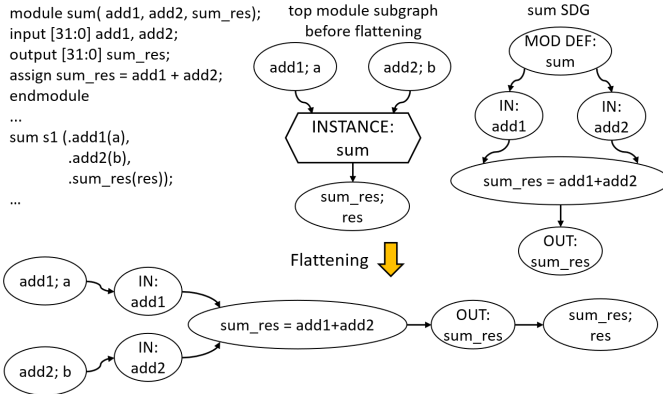 module sum( add1, add2, sum_res);
input [31:0] add1, add2;
output [31:0] sum_res;
assign sum_res = add1 + add2;
endmodule
...
sum s1 (.add1(a),
.add2(b),
.sum_res(res));
...
top module subgraph
before flattening
add1; a
add2; b
INSTANCE:
sum
sum_res;
res
sum SDG
MOD DEF:
sum
IN:
add1
IN:
add2
sum_res = add1+add2
OUT:
sum_res
Flattening
add1; a
IN:
add1
add2; b
IN:
add2
sum_res = add1+add2
OUT:
sum_res
sum_res;
res